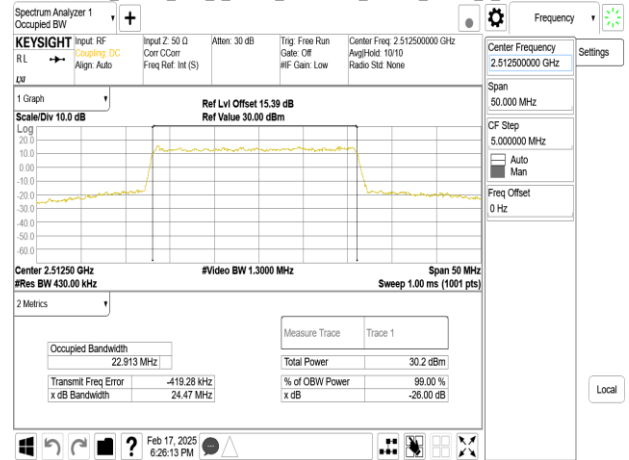 Spectrum Analyzer 1
Occupied BW
Frequency
KEYSIGHT
RL
LXI
Input: RF
Coupling: DC
Align: Auto
Input Z: 50 Ω
Corr CCorr
Freq Ref: Int (S)
Atten: 30 dB
Trig: Free Run
Gate: Off
#IF Gain: Low
Center Freq: 2.512500000 GHz
Avg|Hold: 10/10
Radio Std: None
Center Frequency
2.512500000 GHz
Settings
Span
50.000 MHz
CF Step
5.000000 MHz
Auto
Man
Freq Offset
0 Hz
Local
1 Graph
Scale/Div 10.0 dB
Ref Lvl Offset 15.39 dB
Ref Value 30.00 dBm
Log
20.0
10.0
0.00
-10.0
-20.0
-30.0
-40.0
-50.0
-60.0
Center 2.51250 GHz
#Video BW 1.3000 MHz
Span 50 MHz
#Res BW 430.00 kHz
Sweep 1.00 ms (1001 pts)
2 Metrics
Measure Trace
Trace 1
Occupied Bandwidth
22.913 MHz
Total Power
30.2 dBm
Transmit Freq Error
-419.28 kHz
% of OBW Power
99.00 %
x dB Bandwidth
24.47 MHz
x dB
-26.00 dB
?
Feb 17, 2025
6:26:13 PM